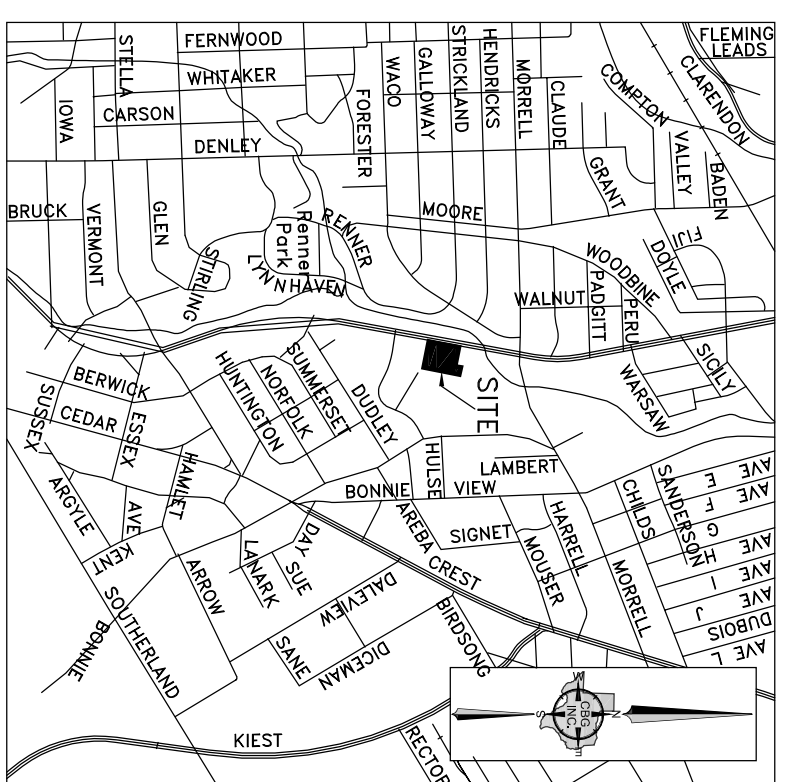 FERNWOOD
STELLA
WHITAKER
CARSON
IOWA
DENLEY
FORESTER
WACO
GALLOWAY
STRICKLAND
HENDRICKS
MORRELL
CLAUDE
COMPTON
CLARENDON
FLEMING
LEADS
VALLEY
BADEN
GRANT
BRUCK
VERMONT
GLEN
STIRLING
Renner
Park
RENNER
LYNNHAVEN
MOORE
FIJI
DOYLE
WOODBINE
WALNUT
PADGITT
PERU
SICILY
WARSAW
BERWICK
CEDAR
SUSSEX
ESSEX
HUNTINGTON
NORFOLK
SUMMERSET
DUDLEY
SITE
HULSE
LAMBERT
BONNIE VIEW
HAMLET
ARGYLE
AVE
KENT
ARROW
LANARK
SUE
DAY
AREBA
CREST
SIGNET
MOUSER
HARRELL
MORRELL
CHILDS
SANDERSON
AVE E
AVE F
G
AVE H
AVE I
AVE J
DUBOIS
AVE L
DALEVIEW
SANE
DICEMAN
BIRDSONG
SOUTHERLAND
BONNIE
KIEST
RECTOR
W
S
N
E
CBG
INC.